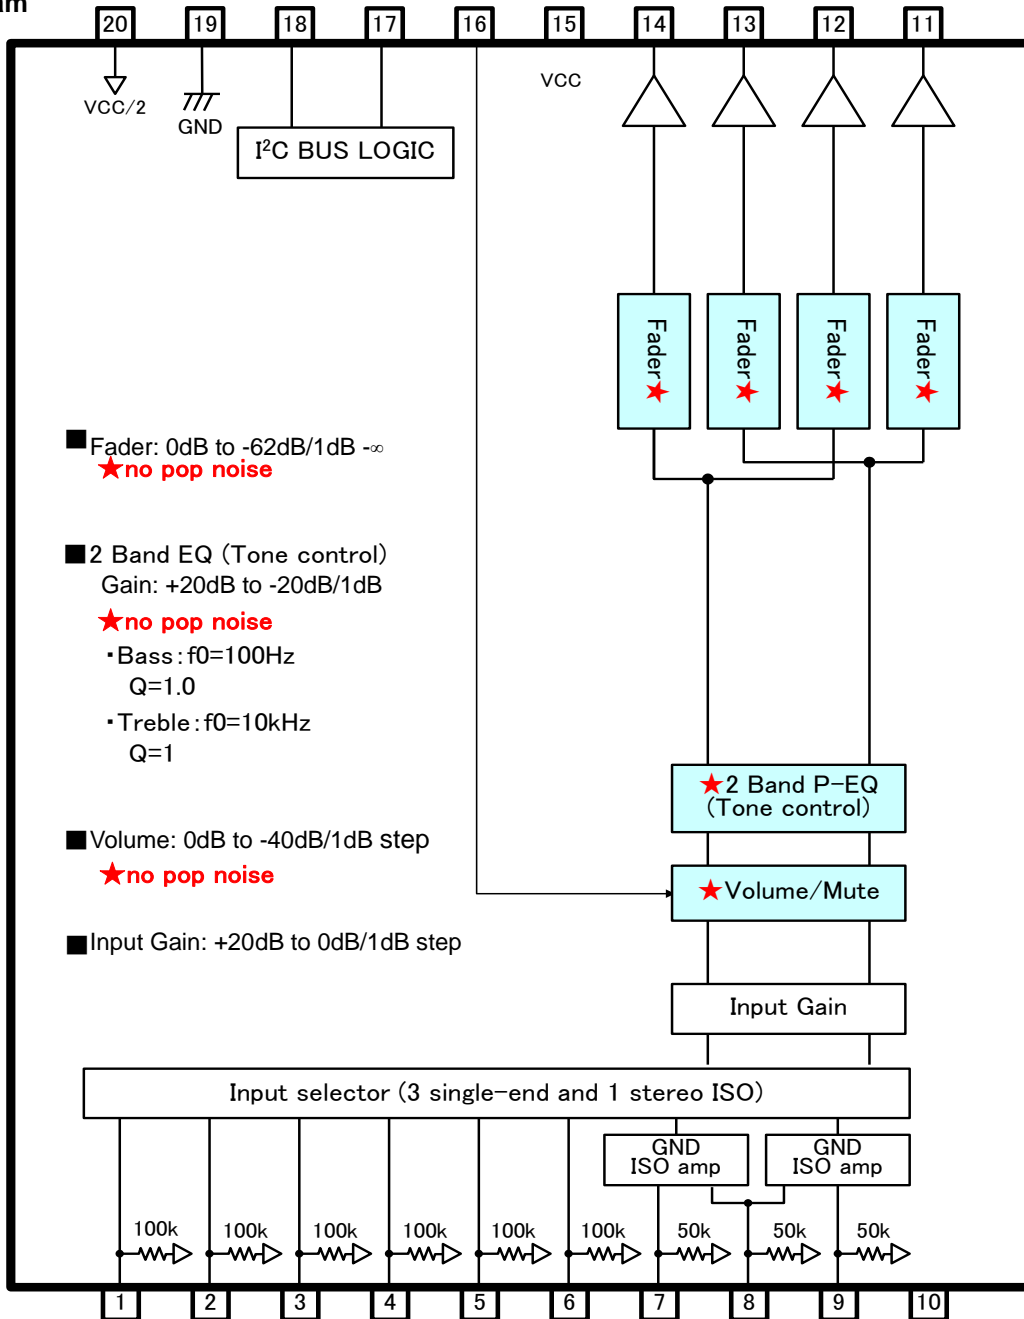 am
20 19 18 17 16 15 14 13 12 11
VCC/2
GND
I²C BUS LOGIC
VCC
Fader★ Fader★ Fader★ Fader★
■ Fader: 0dB to -62dB/1dB -∞
★no pop noise
■2 Band EQ (Tone control)
Gain: +20dB to -20dB/1dB
★no pop noise
・Bass:f0=100Hz
Q=1.0
・Treble:f0=10kHz
Q=1
★2 Band P-EQ
(Tone control)
■Volume: 0dB to -40dB/1dB step
★no pop noise
★Volume/Mute
■Input Gain: +20dB to 0dB/1dB step
Input Gain
Input selector (3 single-end and 1 stereo ISO)
GND
ISO amp
GND
ISO amp
100k 100k 100k 100k 100k 100k 50k 50k 50k
1 2 3 4 5 6 7 8 9 10